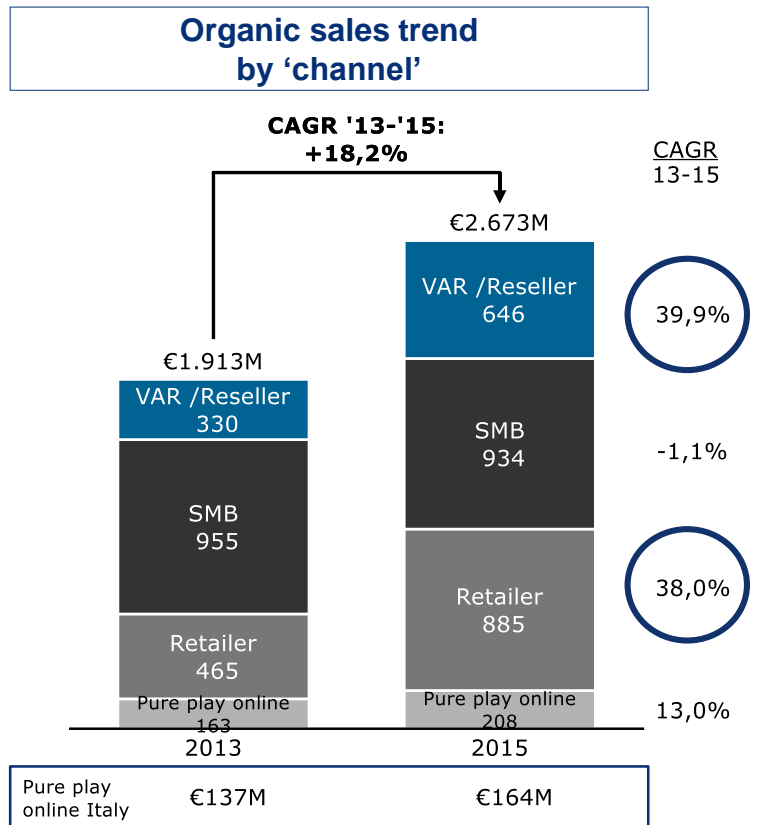 Organic sales trend
by ‘channel’
CAGR '13-'15:
+18,2%
CAGR
13-15
€2.673M
VAR /Reseller
646
39,9%
€1.913M
VAR /Reseller
330
SMB
934
-1,1%
SMB
955
Retailer
885
38,0%
Retailer
465
Pure play online
163
Pure play online
208
13,0%
2013
2015
Pure play
online Italy
€137M
€164M